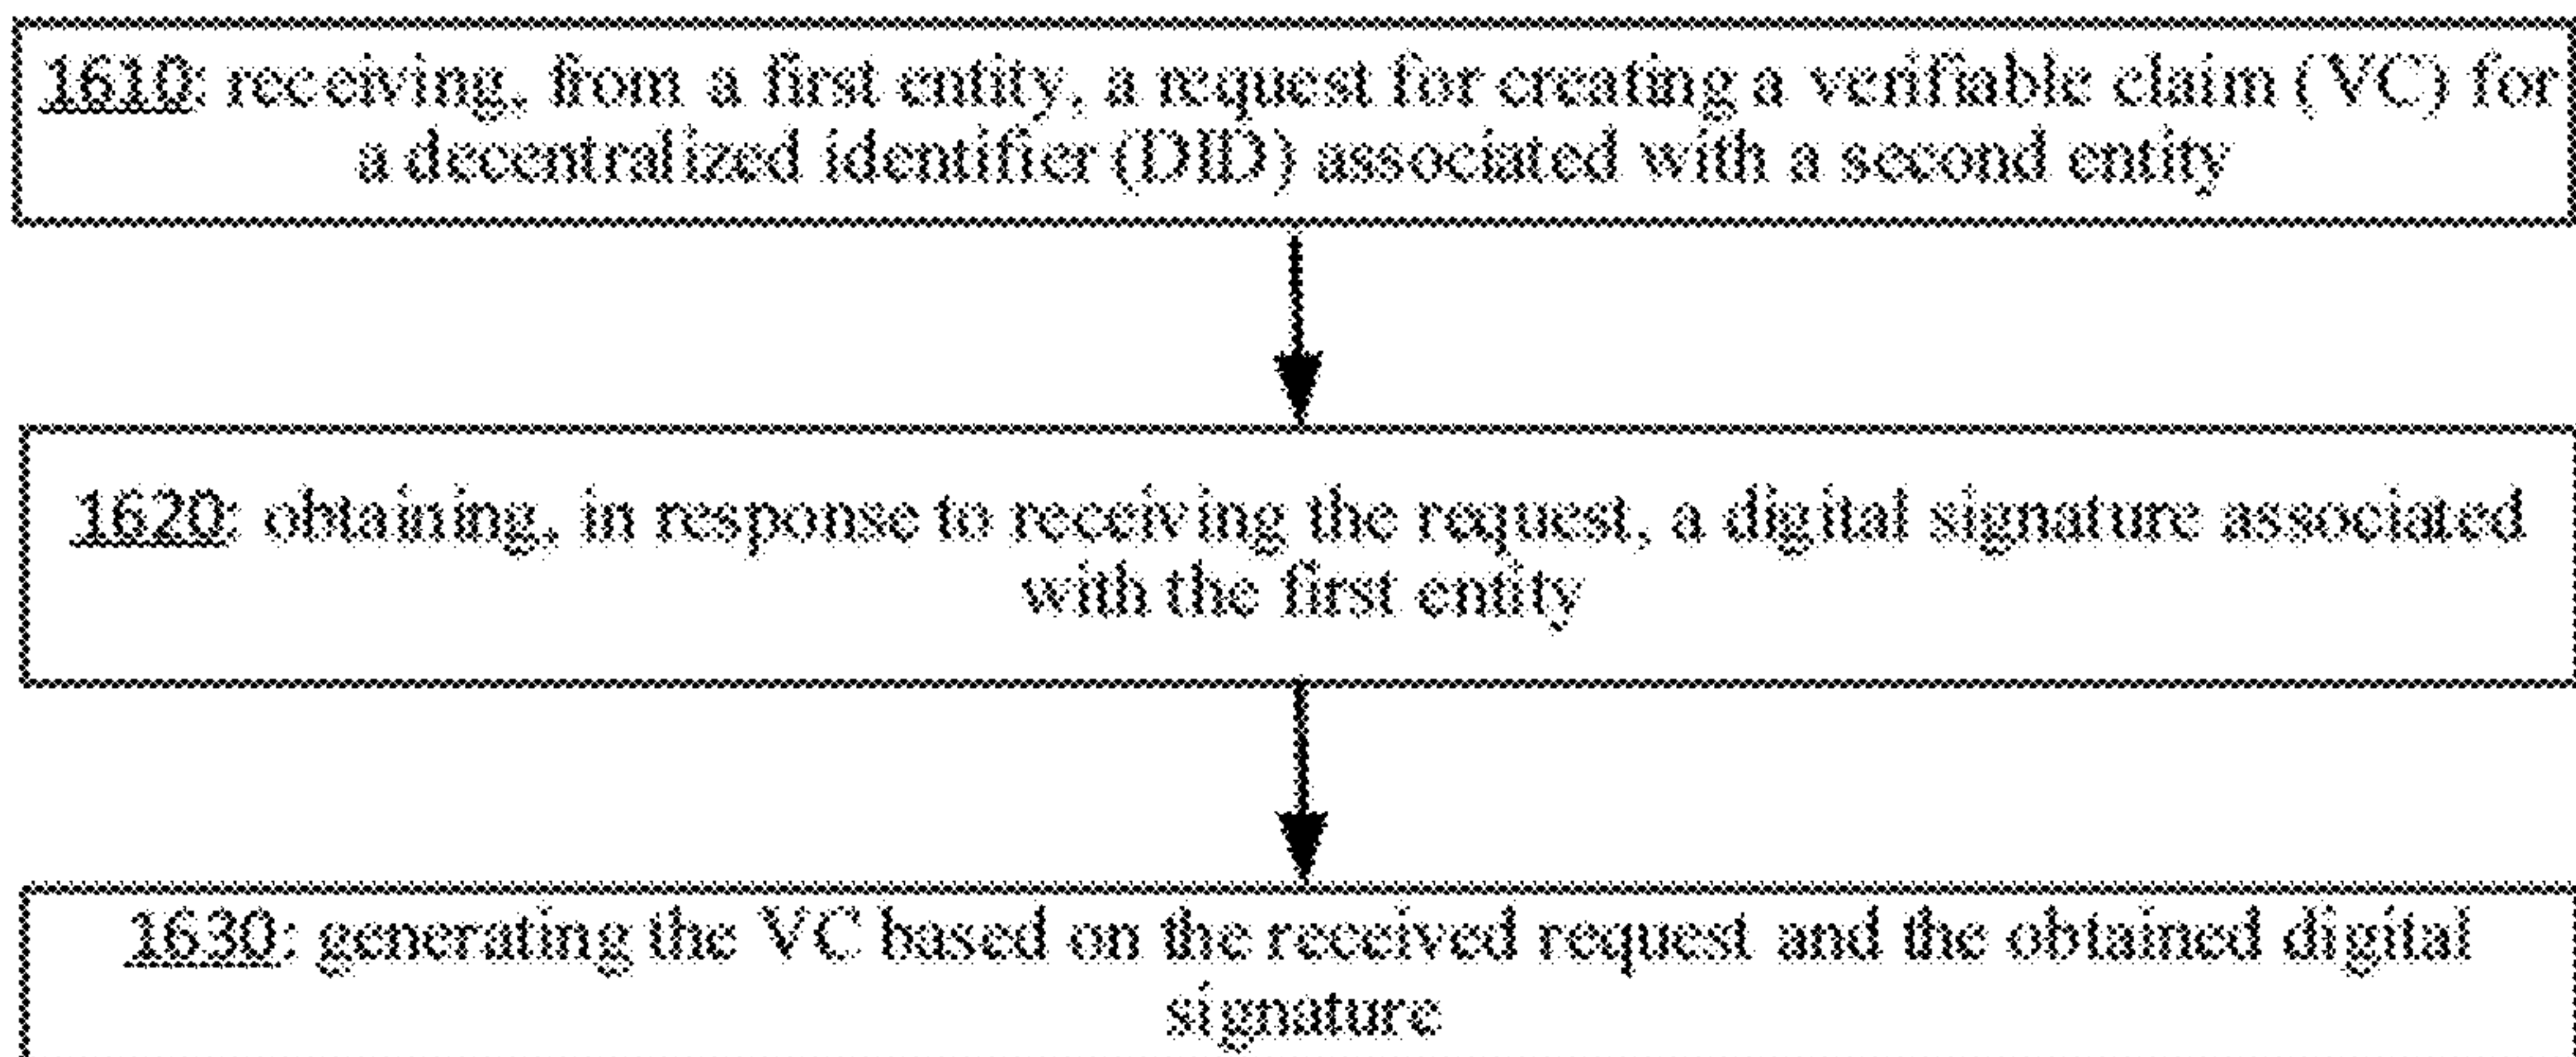 1610: receiving, from a first entity, a request for creating a verifiable claim (VC) for
a decentralized identifier (DID) associated with a second entity
1620: obtaining, in response to receiving the request, a digital signature associated
with the first entity
1630: generating the VC based on the received request and the obtained digital
signature